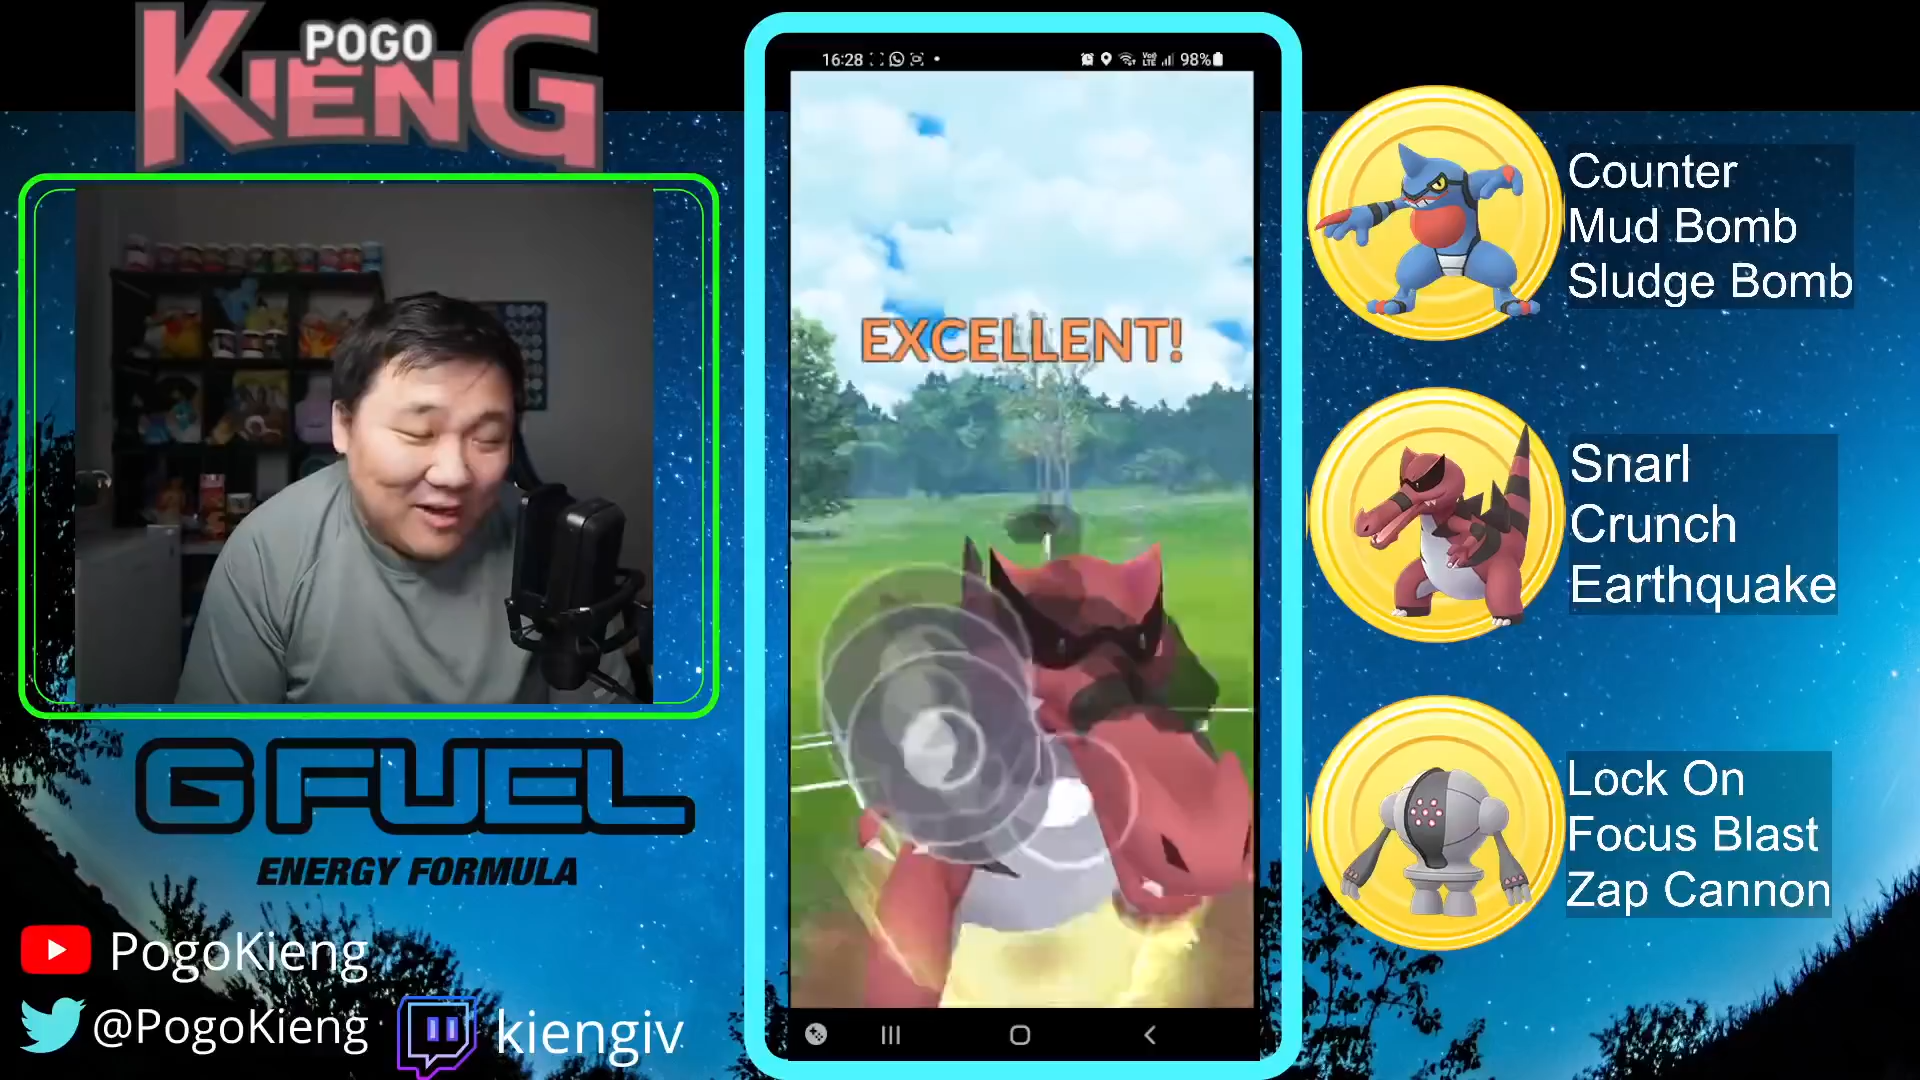 POGO
KIENG
16:28
98%
EXCELLENT!
Counter
Mud Bomb
Sludge Bomb
Snarl
Crunch
Earthquake
Lock On
Focus Blast
Zap Cannon
G FUEL
ENERGY FORMULA
PogoKieng
@PogoKieng
kiengiv